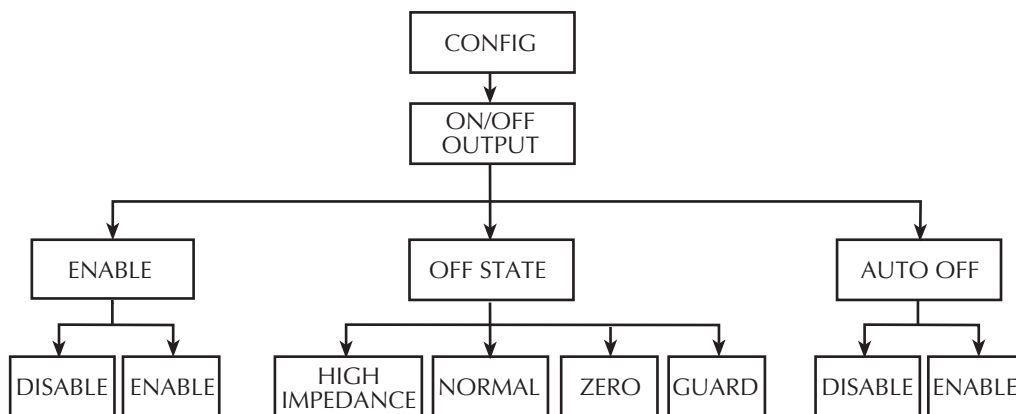 CONFIG
ON/OFF
OUTPUT
ENABLE
OFF STATE
AUTO OFF
DISABLE
ENABLE
HIGH
IMPEDANCE
NORMAL
ZERO
GUARD
DISABLE
ENABLE